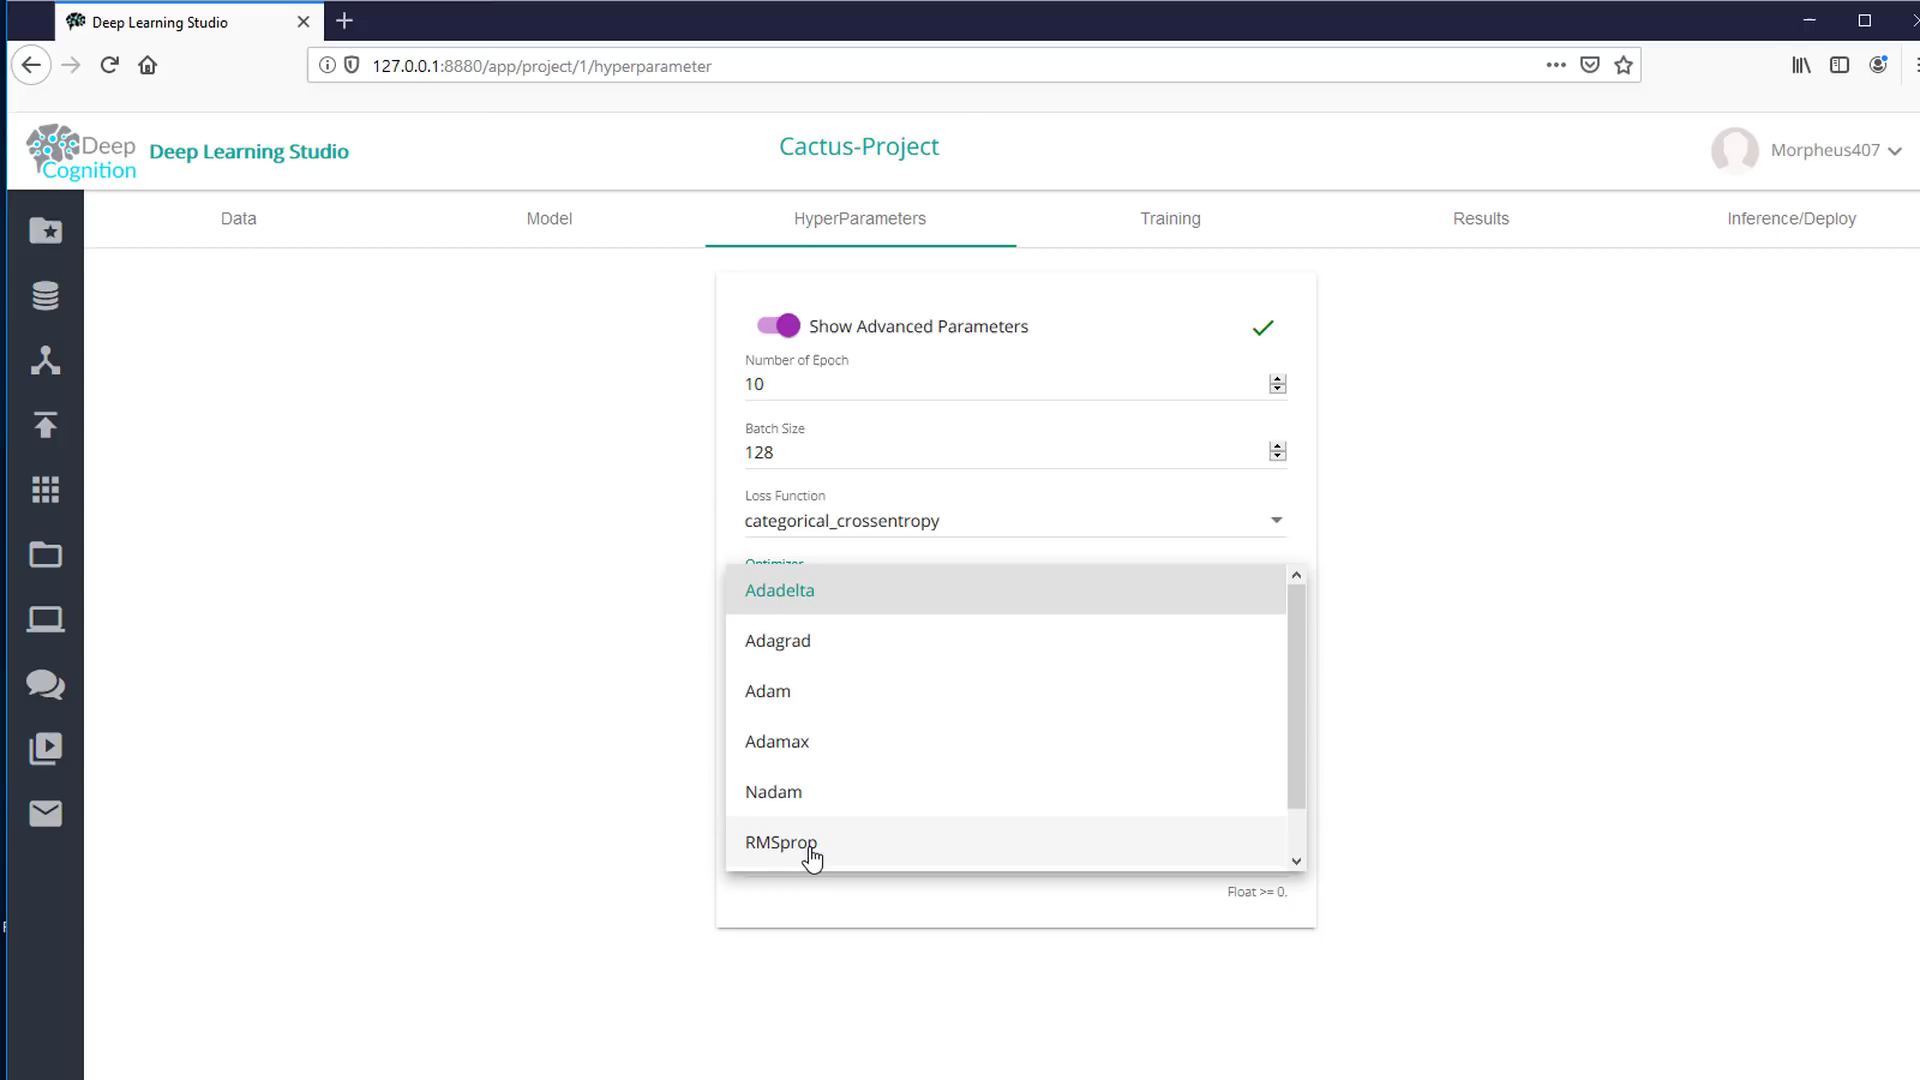 Deep Learning Studio
127.0.0.1:8880/app/project/1/hyperparameter
Deep Cognition
Deep Learning Studio
Cactus-Project
Morpheus407
Data
Model
HyperParameters
Training
Results
Inference/Deploy
Show Advanced Parameters
Number of Epoch
10
Batch Size
128
Loss Function
categorical_crossentropy
Optimizer
Adadelta
Adagrad
Adam
Adamax
Nadam
RMSprop
Float >= 0.